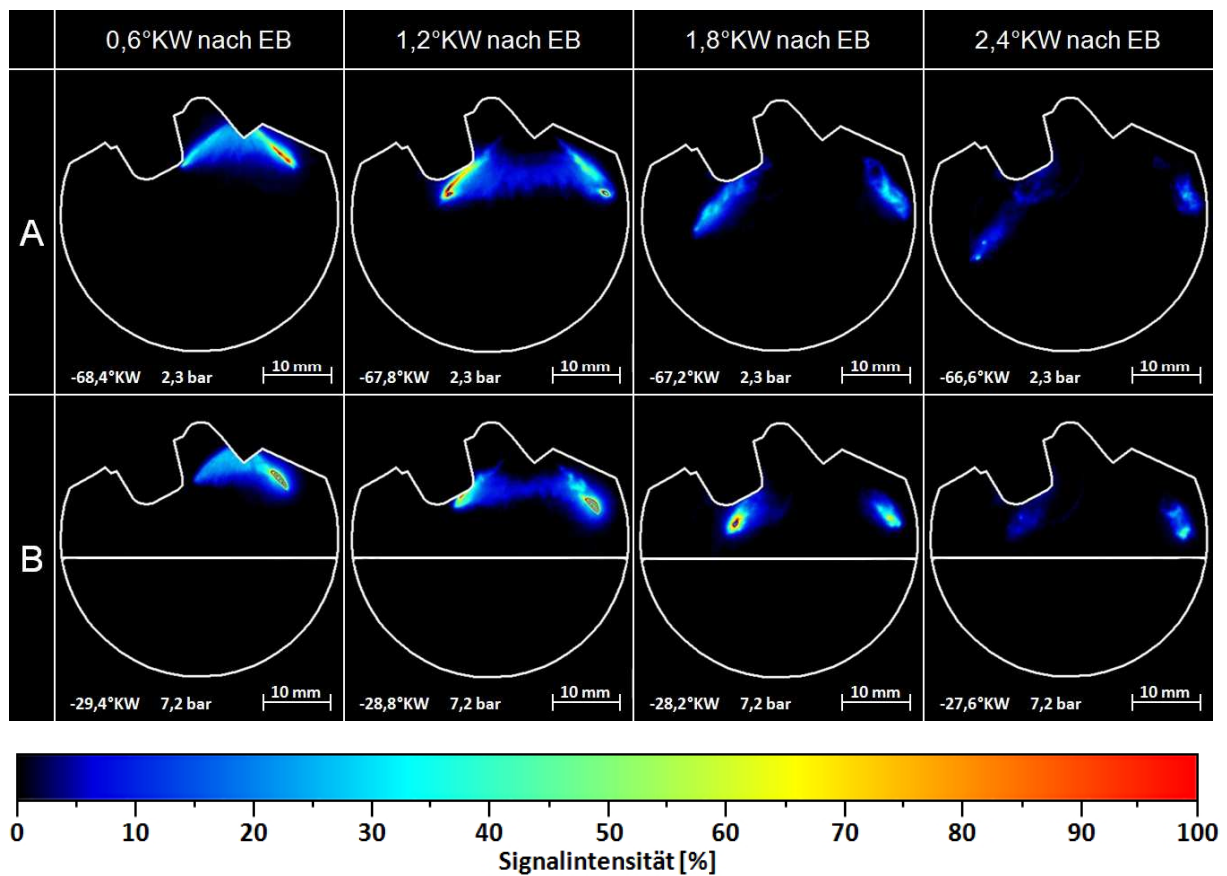 0,6°KW nach EB 1,2°KW nach EB 1,8°KW nach EB 2,4°KW nach EB
A
10 mm 10 mm 10 mm 10 mm
-68,4°KW 2,3 bar -67,8°KW 2,3 bar -67,2°KW 2,3 bar -66,6°KW 2,3 bar
B
10 mm 10 mm 10 mm 10 mm
-29,4°KW 7,2 bar -28,8°KW 7,2 bar -28,2°KW 7,2 bar -27,6°KW 7,2 bar
0 10 20 30 40 50 60 70 80 90 100
Signalintensität [%]